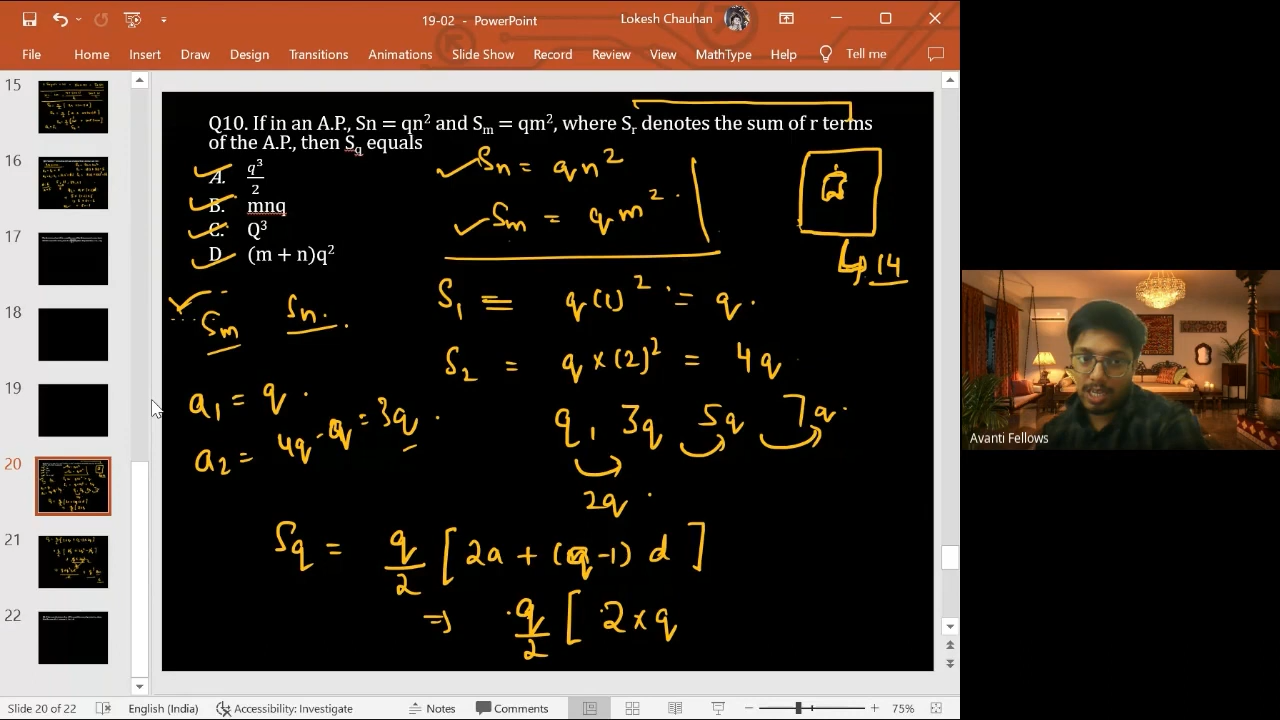 19-02 - PowerPoint
Lokesh Chauhan
File Home Insert Draw Design Transitions Animations Slide Show Record Review View MathType Help Tell me
15
16
17
18
19
20
21
22
Q10. If in an A.P., Sn = qn² and Sₘ = qm², where Sᵣ denotes the sum of r terms
of the A.P., then S_q equals
A. q³/2
B. mnq
C. Q³
D. (m + n)q²
Sn = qn²
Sm = qm²
14
Sm Sn.
S₁ = q(1)² = q.
S₂ = q × (2)² = 4q
a₁ = q.
a₂ = 4q - q = 3q.
q, 3q 5q 7q.
2q.
Sq = q/2 [2a + (q-1) d]
⇒ q/2 [2 × q
Avanti Fellows
Slide 20 of 22 English (India) Accessibility: Investigate Notes Comments 75%